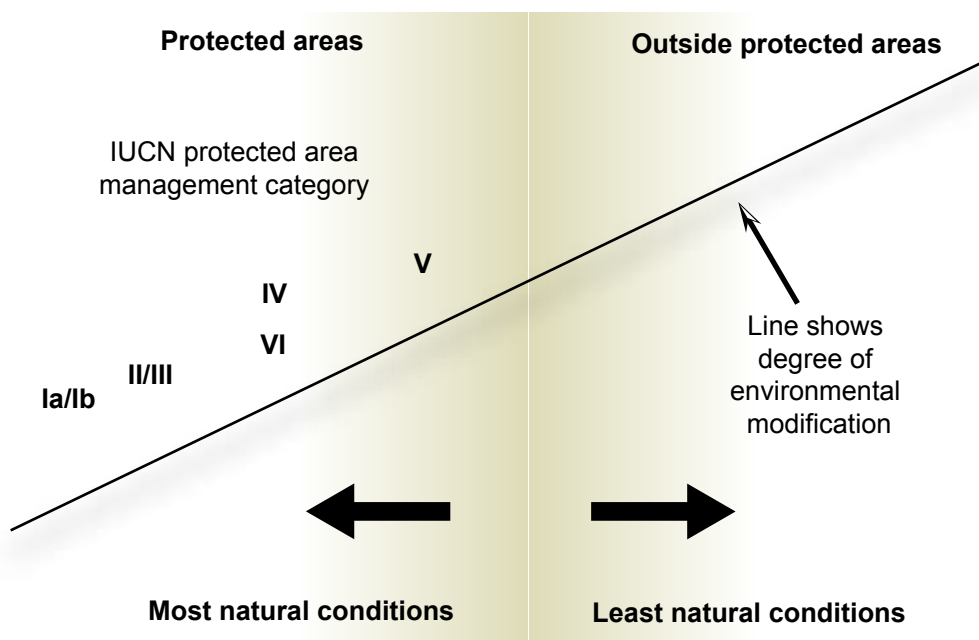 Protected areas
Outside protected areas
IUCN protected area
management category
V
IV
VI
II/III
Ia/Ib
Line shows
degree of
environmental
modification
Most natural conditions
Least natural conditions